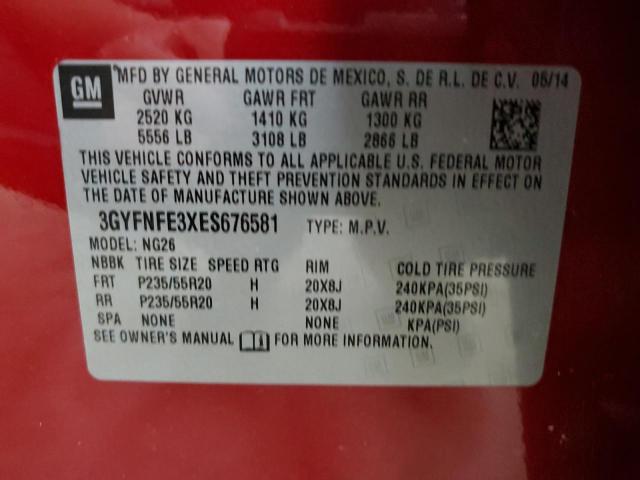 GM MFD BY GENERAL MOTORS DE MEXICO, S. DE R.L. DE C.V. 06/14
GVWR GAWR FRT GAWR RR
2520 KG 1410 KG 1300 KG
5556 LB 3108 LB 2866 LB
THIS VEHICLE CONFORMS TO ALL APPLICABLE U.S. FEDERAL MOTOR
VEHICLE SAFETY AND THEFT PREVENTION STANDARDS IN EFFECT ON
THE DATE OF MANUFACTURE SHOWN ABOVE.
3GYFNFE3XES676581 TYPE: M.P.V.
MODEL: NG26
NBBK TIRE SIZE SPEED RTG RIM COLD TIRE PRESSURE
FRT P235/55R20 H 20X8J 240KPA(35PSI)
RR P235/55R20 H 20X8J 240KPA(35PSI)
SPA NONE NONE KPA(PSI)
SEE OWNER'S MANUAL FOR MORE INFORMATION.